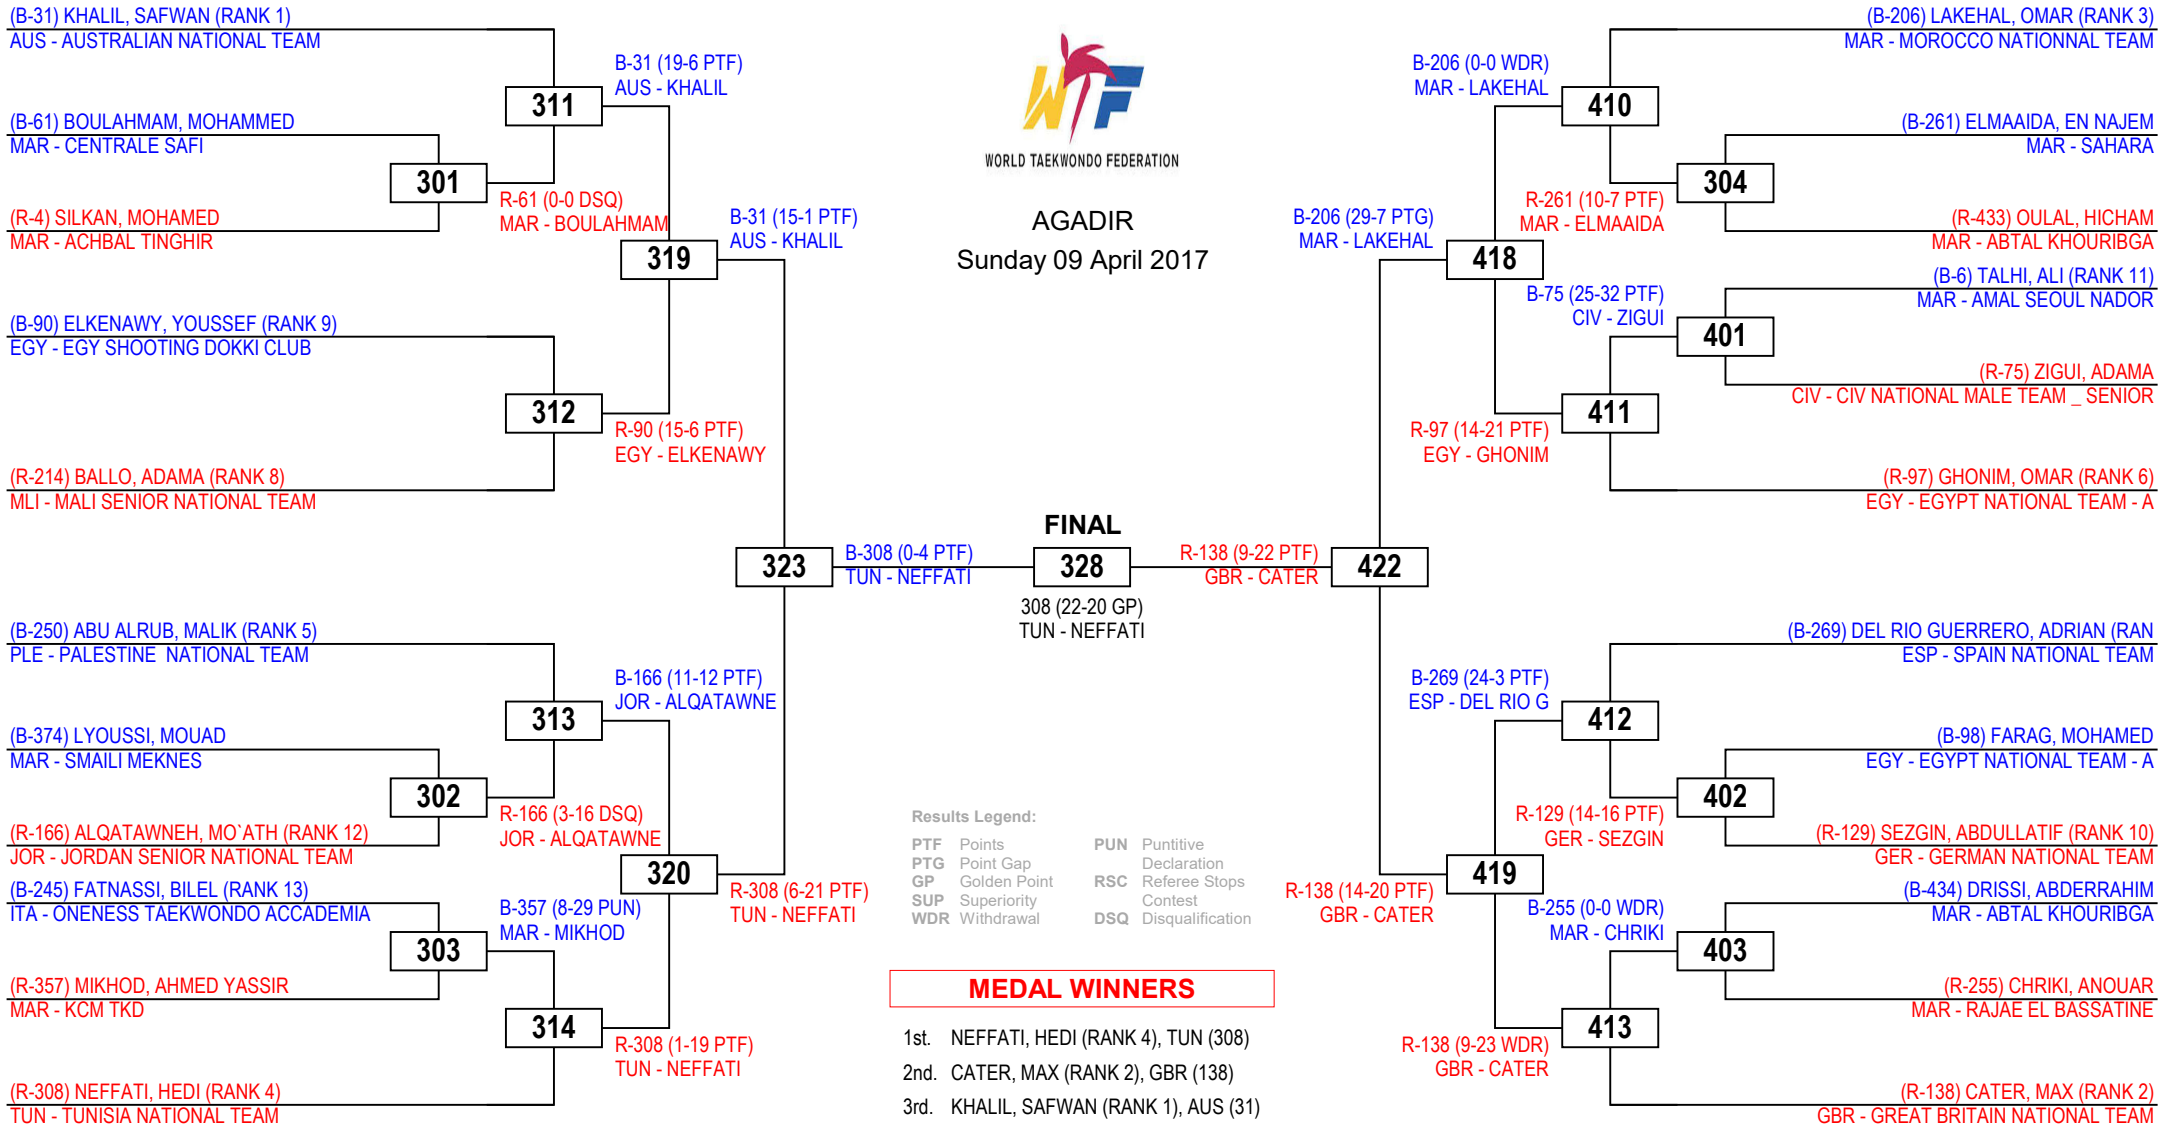 (B-31) KHALIL, SAFWAN (RANK 1)
AUS - AUSTRALIAN NATIONAL TEAM
(B-61) BOULAHMAM, MOHAMMED
MAR - CENTRALE SAFI
(R-4) SILKAN, MOHAMED
MAR - ACHBAL TINGHIR
(B-90) ELKENAWY, YOUSSEF (RANK 9)
EGY - EGY SHOOTING DOKKI CLUB
(R-214) BALLO, ADAMA (RANK 8)
MLI - MALI SENIOR NATIONAL TEAM
(B-250) ABU ALRUB, MALIK (RANK 5)
PLE - PALESTINE  NATIONAL TEAM
(B-374) LYOUSSI, MOUAD
MAR - SMAILI MEKNES
(R-166) ALQATAWNEH, MO`ATH (RANK 12)
JOR - JORDAN SENIOR NATIONAL TEAM
(B-245) FATNASSI, BILEL (RANK 13)
ITA - ONENESS TAEKWONDO ACCADEMIA
(R-357) MIKHOD, AHMED YASSIR
MAR - KCM TKD
(R-308) NEFFATI, HEDI (RANK 4)
TUN - TUNISIA NATIONAL TEAM
301
R-61 (0-0 DSQ)
MAR - BOULAHMAM
302
R-166 (3-16 DSQ)
JOR - ALQATAWNE
303
B-357 (8-29 PUN)
MAR - MIKHOD
311
B-31 (19-6 PTF)
AUS - KHALIL
312
R-90 (15-6 PTF)
EGY - ELKENAWY
313
B-166 (11-12 PTF)
JOR - ALQATAWNE
314
R-308 (1-19 PTF)
TUN - NEFFATI
319
B-31 (15-1 PTF)
AUS - KHALIL
320
R-308 (6-21 PTF)
TUN - NEFFATI
323
B-308 (0-4 PTF)
TUN - NEFFATI
WTF
WORLD TAEKWONDO FEDERATION
AGADIR
Sunday 09 April 2017
FINAL
328
308 (22-20 GP)
TUN - NEFFATI
Results Legend:
PTF Points
PTG Point Gap
GP Golden Point
SUP Superiority
WDR Withdrawal
PUN Puntitive
Declaration
RSC Referee Stops
Contest
DSQ Disqualification
MEDAL WINNERS
1st. NEFFATI, HEDI (RANK 4), TUN (308)
2nd. CATER, MAX (RANK 2), GBR (138)
3rd. KHALIL, SAFWAN (RANK 1), AUS (31)
R-138 (9-22 PTF)
GBR - CATER
422
B-206 (29-7 PTG)
MAR - LAKEHAL
418
R-138 (14-20 PTF)
GBR - CATER
419
B-206 (0-0 WDR)
MAR - LAKEHAL
410
R-97 (14-21 PTF)
EGY - GHONIM
411
B-269 (24-3 PTF)
ESP - DEL RIO G
412
R-138 (9-23 WDR)
GBR - CATER
413
R-261 (10-7 PTF)
MAR - ELMAAIDA
304
B-75 (25-32 PTF)
CIV - ZIGUI
401
R-129 (14-16 PTF)
GER - SEZGIN
402
B-255 (0-0 WDR)
MAR - CHRIKI
403
(B-206) LAKEHAL, OMAR (RANK 3)
MAR - MOROCCO NATIONNAL TEAM
(B-261) ELMAAIDA, EN NAJEM
MAR - SAHARA
(R-433) OULAL, HICHAM
MAR - ABTAL KHOURIBGA
(B-6) TALHI, ALI (RANK 11)
MAR - AMAL SEOUL NADOR
(R-75) ZIGUI, ADAMA
CIV - CIV NATIONAL MALE TEAM _ SENIOR
(R-97) GHONIM, OMAR (RANK 6)
EGY - EGYPT NATIONAL TEAM - A
(B-269) DEL RIO GUERRERO, ADRIAN (RAN
ESP - SPAIN NATIONAL TEAM
(B-98) FARAG, MOHAMED
EGY - EGYPT NATIONAL TEAM - A
(R-129) SEZGIN, ABDULLATIF (RANK 10)
GER - GERMAN NATIONAL TEAM
(B-434) DRISSI, ABDERRAHIM
MAR - ABTAL KHOURIBGA
(R-255) CHRIKI, ANOUAR
MAR - RAJAE EL BASSATINE
(R-138) CATER, MAX (RANK 2)
GBR - GREAT BRITAIN NATIONAL TEAM